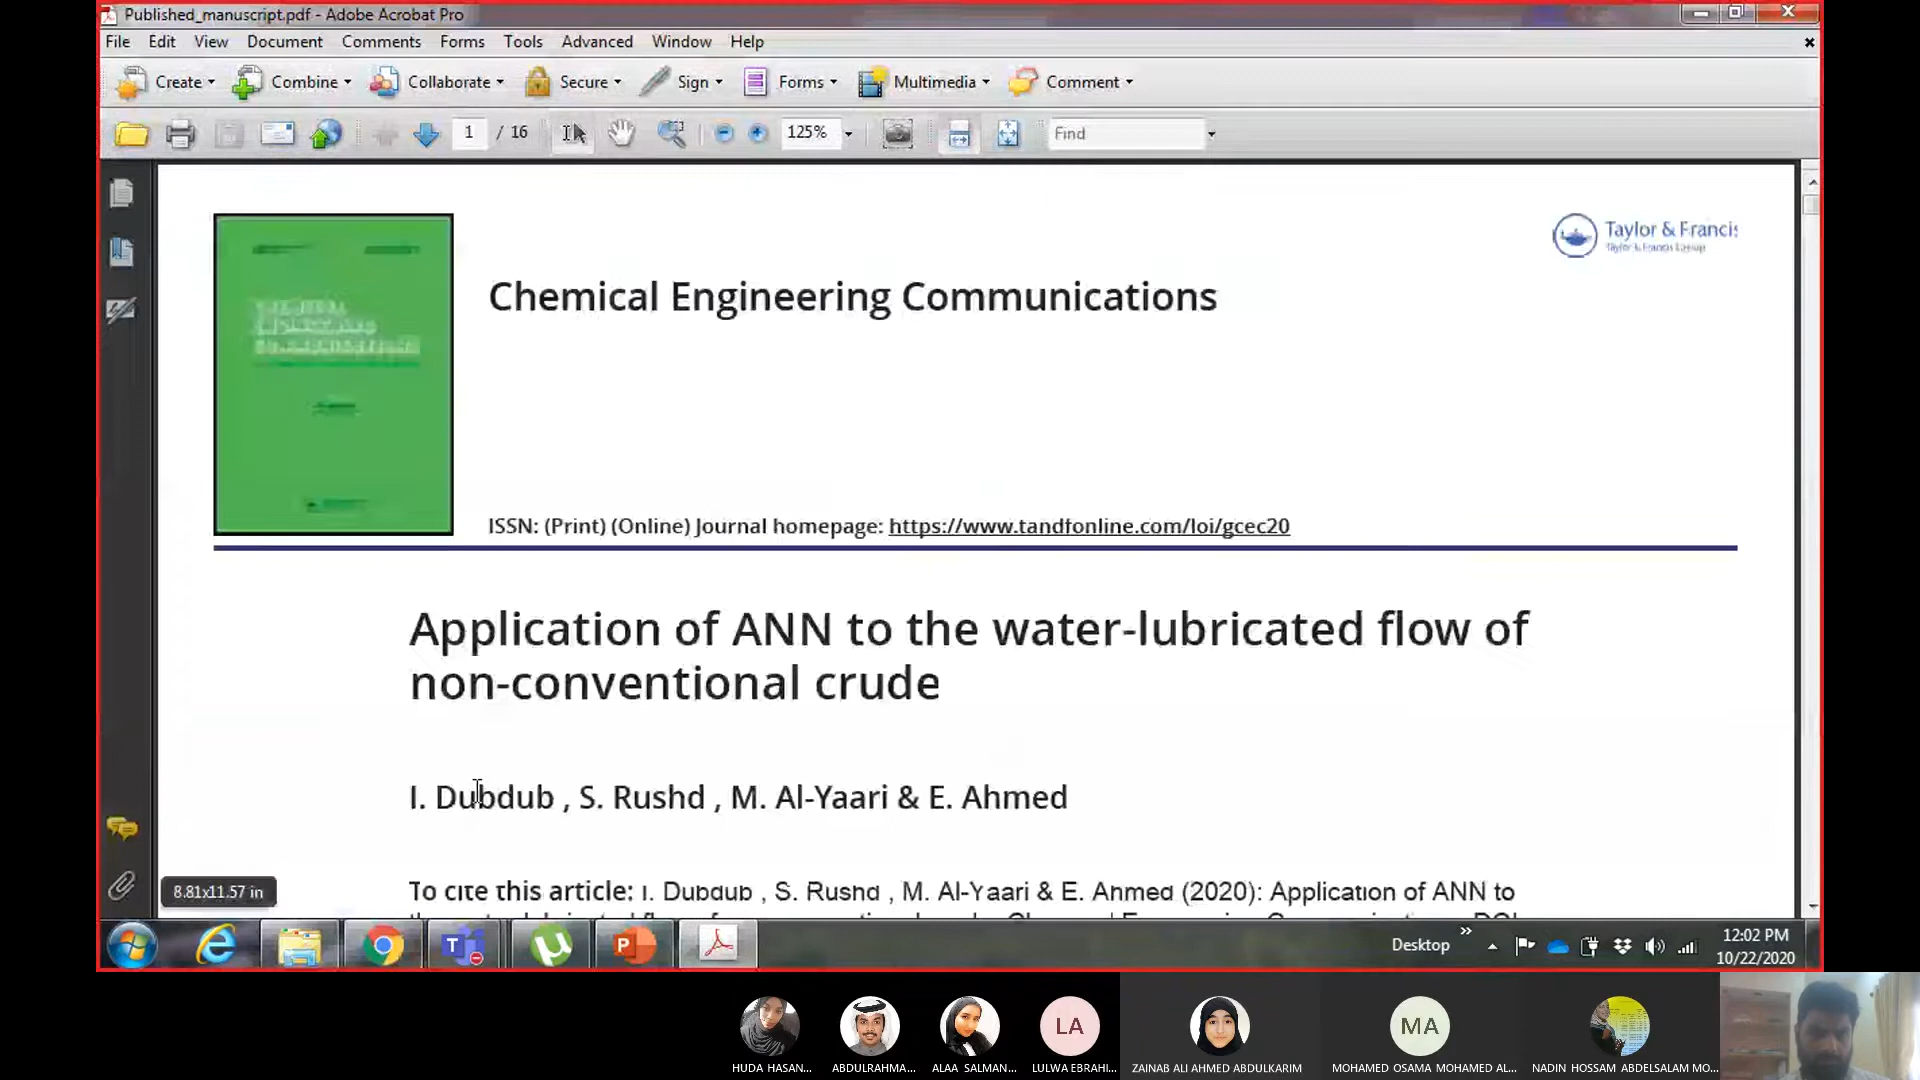 Published_manuscript.pdf - Adobe Acrobat Pro
File Edit View Document Comments Forms Tools Advanced Window Help
Create Combine Collaborate Secure Sign Forms Multimedia Comment
1 / 16 125% Find
Taylor & Francis
Taylor & Francis Group
Chemical Engineering Communications
ISSN: (Print) (Online) Journal homepage: https://www.tandfonline.com/loi/gcec20
Application of ANN to the water-lubricated flow of
non-conventional crude
I. Dubdub , S. Rushd , M. Al-Yaari & E. Ahmed
To cite this article: I. Dubdub , S. Rushd , M. Al-Yaari & E. Ahmed (2020): Application of ANN to
8.81x11.57 in
Desktop
12:02 PM
10/22/2020
LA
MA
HUDA HASAN...
ABDULRAHMA...
ALAA SALMAN...
LULWA EBRAHI...
ZAINAB ALI AHMED ABDULKARIM
MOHAMED OSAMA MOHAMED AL...
NADIN HOSSAM ABDELSALAM MO...